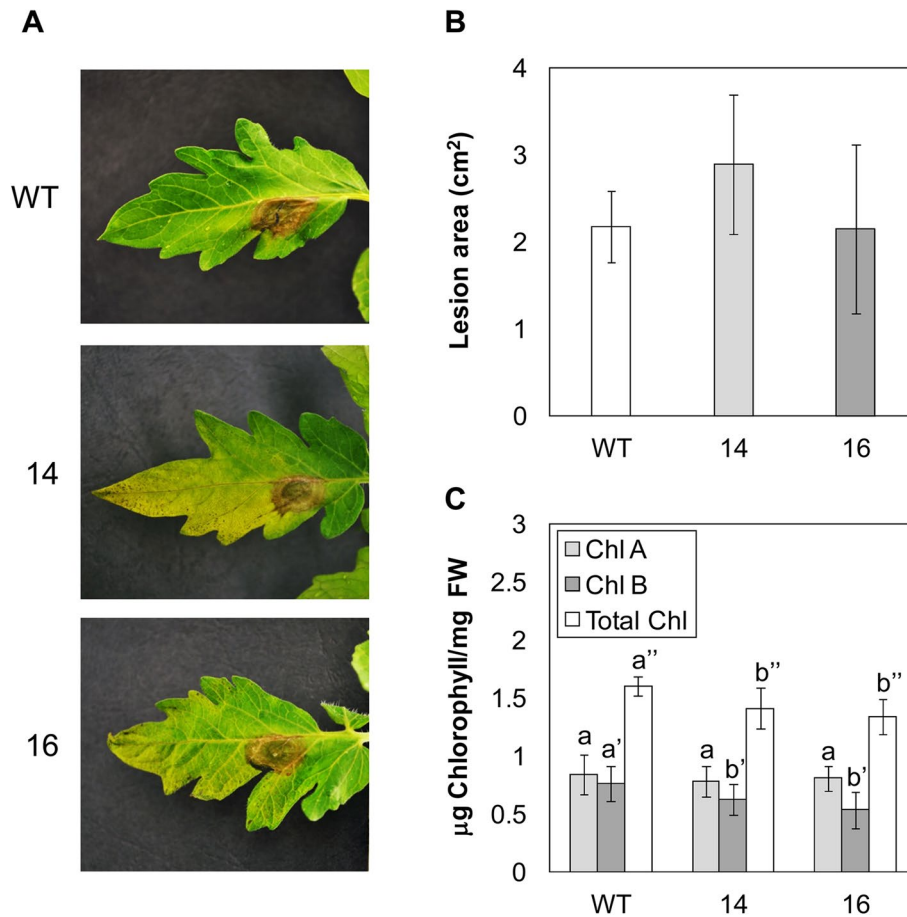 A
WT
14
16
B
Lesion area (cm²)
4
3
2
1
0
WT
14
16
C
µg Chlorophyll/mg FW
3
2.5
2
1.5
1
0.5
0
Chl A
Chl B
Total Chl
a
a’
a’’
a
b’
b’’
a
b’
b’’
WT
14
16